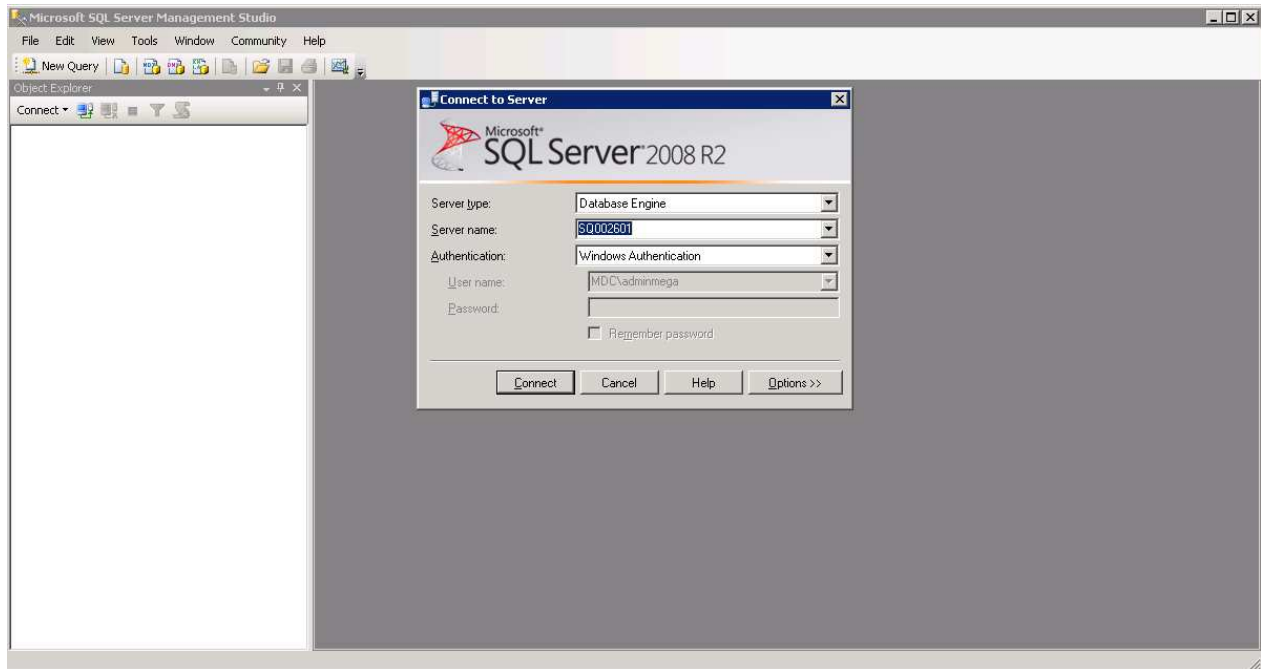 Microsoft SQL Server Management Studio
File Edit View Tools Window Community Help
New Query
Object Explorer
Connect
Connect to Server
Microsoft®
SQL Server® 2008 R2
Server type: Database Engine
Server name: SQ002601
Authentication: Windows Authentication
User name: MDC\adminmega
Password:
Remember password
Connect Cancel Help Options >>